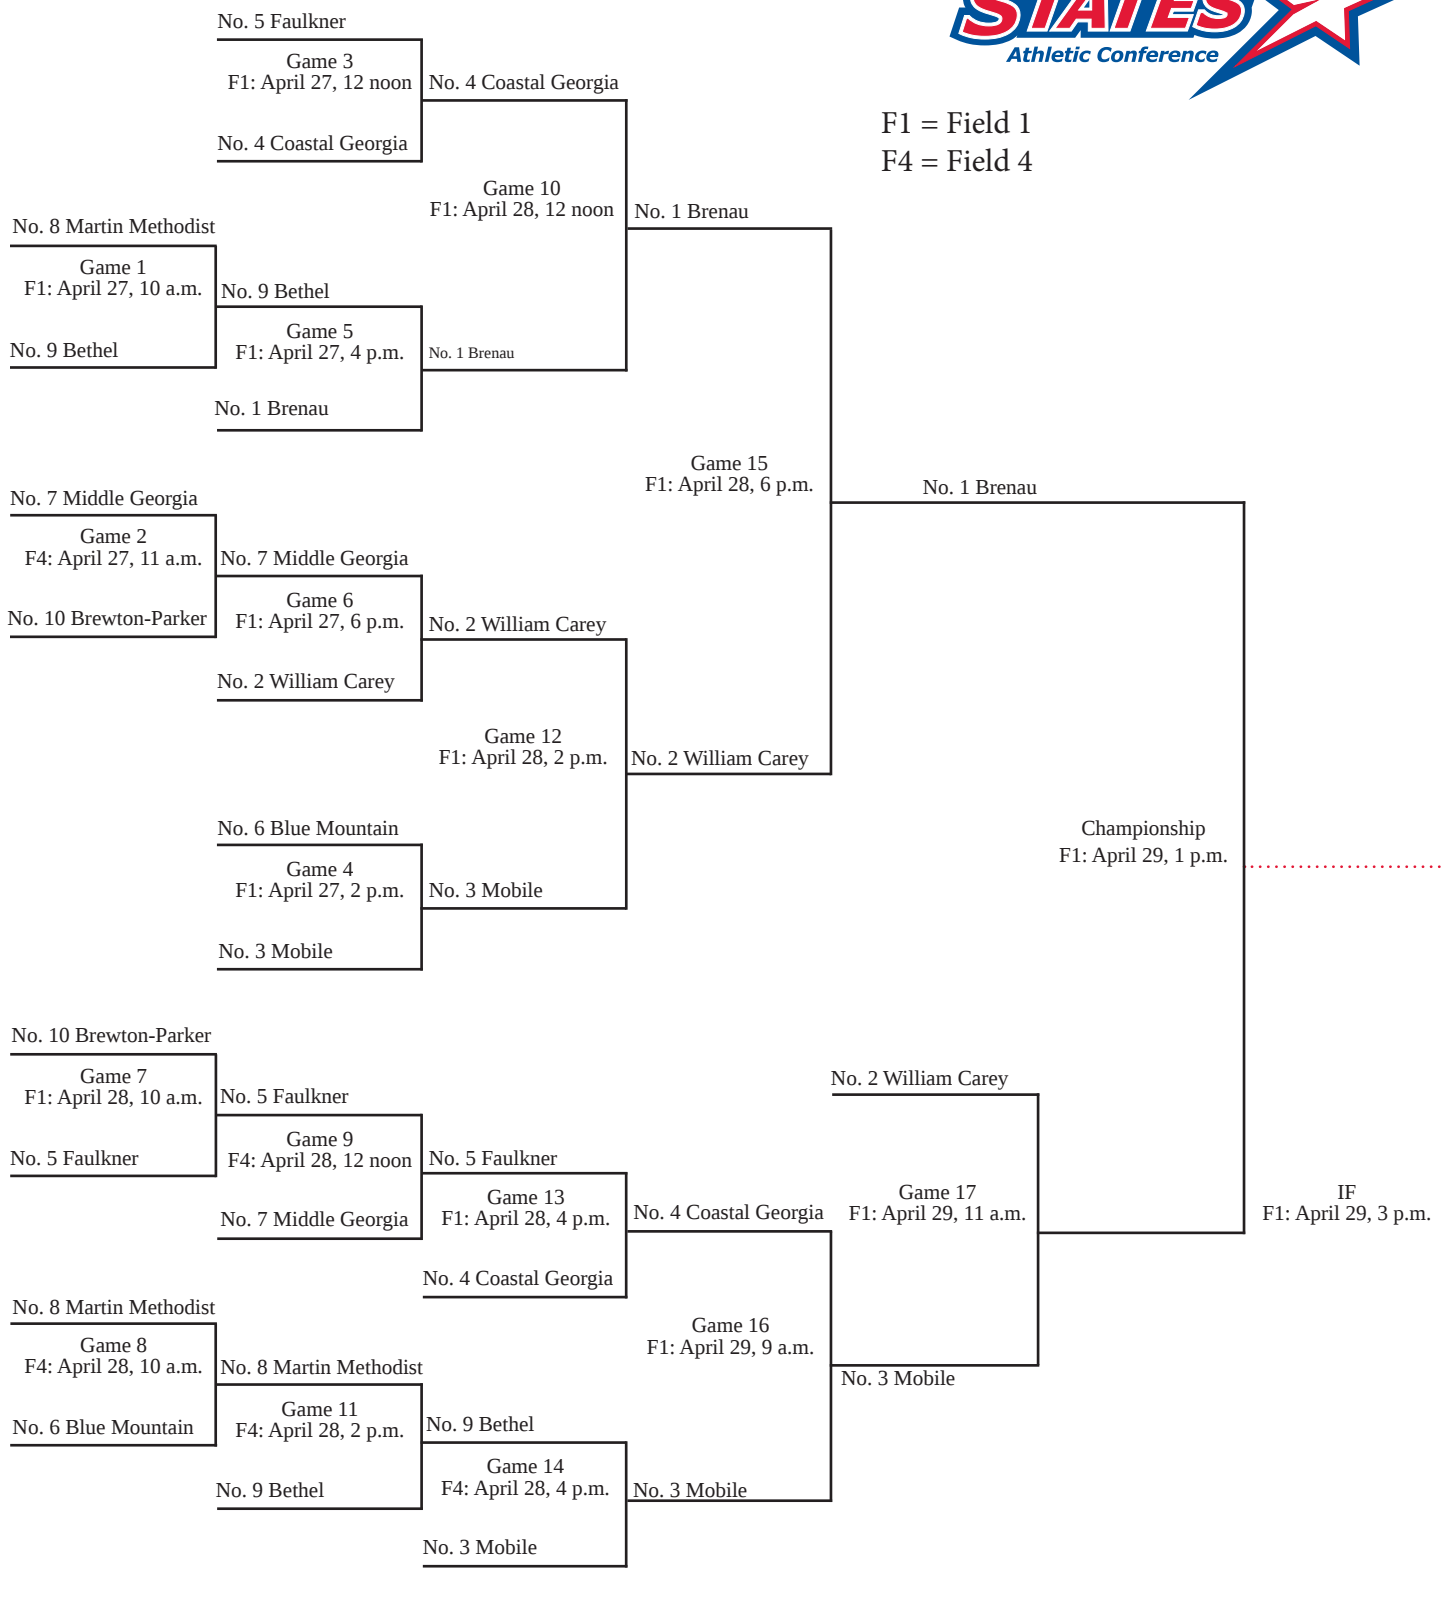 STATES
Athletic Conference
F1 = Field 1
F4 = Field 4
No. 5 Faulkner
Game 3
F1: April 27, 12 noon
No. 4 Coastal Georgia
No. 4 Coastal Georgia
Game 10
F1: April 28, 12 noon
No. 1 Brenau
No. 8 Martin Methodist
Game 1
F1: April 27, 10 a.m.
No. 9 Bethel
No. 9 Bethel
Game 5
F1: April 27, 4 p.m.
No. 1 Brenau
No. 1 Brenau
Game 15
F1: April 28, 6 p.m.
No. 1 Brenau
No. 7 Middle Georgia
Game 2
F4: April 27, 11 a.m.
No. 10 Brewton-Parker
No. 7 Middle Georgia
Game 6
F1: April 27, 6 p.m.
No. 2 William Carey
No. 2 William Carey
Game 12
F1: April 28, 2 p.m.
No. 2 William Carey
No. 6 Blue Mountain
Game 4
F1: April 27, 2 p.m.
No. 3 Mobile
No. 3 Mobile
Championship
F1: April 29, 1 p.m.
No. 10 Brewton-Parker
Game 7
F1: April 28, 10 a.m.
No. 5 Faulkner
No. 5 Faulkner
Game 9
F4: April 28, 12 noon
No. 7 Middle Georgia
No. 5 Faulkner
Game 13
F1: April 28, 4 p.m.
No. 4 Coastal Georgia
No. 4 Coastal Georgia
No. 2 William Carey
Game 17
F1: April 29, 11 a.m.
IF
F1: April 29, 3 p.m.
No. 8 Martin Methodist
Game 8
F4: April 28, 10 a.m.
No. 6 Blue Mountain
No. 8 Martin Methodist
Game 11
F4: April 28, 2 p.m.
No. 9 Bethel
No. 9 Bethel
Game 14
F4: April 28, 4 p.m.
No. 3 Mobile
No. 3 Mobile
Game 16
F1: April 29, 9 a.m.
No. 3 Mobile